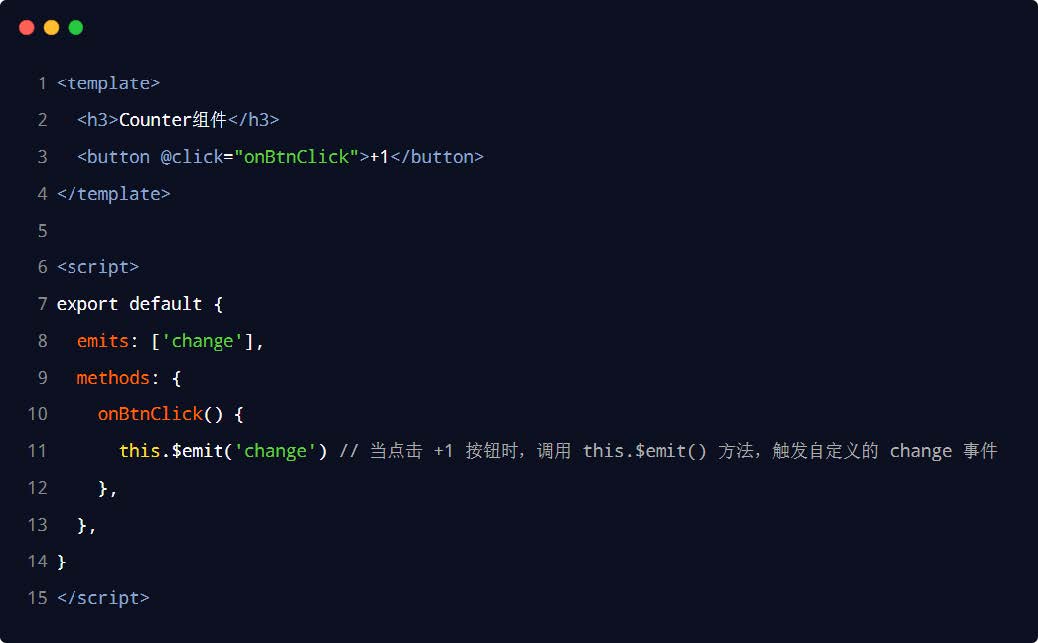 1 <template>
2   <h3>Counter组件</h3>
3   <button @click="onBtnClick">+1</button>
4 </template>
5
6 <script>
7 export default {
8   emits: ['change'],
9   methods: {
10     onBtnClick() {
11       this.$emit('change') // 当点击 +1 按钮时，调用 this.$emit() 方法，触发自定义的 change 事件
12     },
13   },
14 }
15 </script>